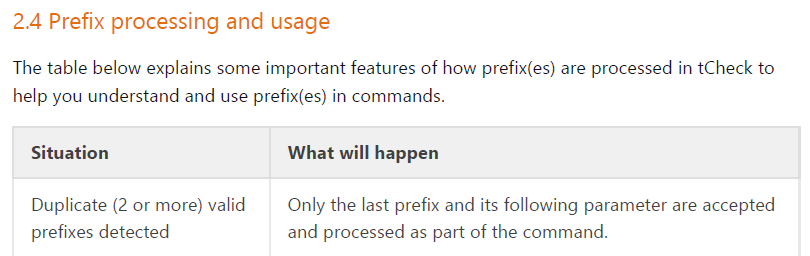 2.4 Prefix processing and usage
The table below explains some important features of how prefix(es) are processed in tCheck to
help you understand and use prefix(es) in commands.
Situation
What will happen
Duplicate (2 or more) valid
prefixes detected
Only the last prefix and its following parameter are accepted
and processed as part of the command.